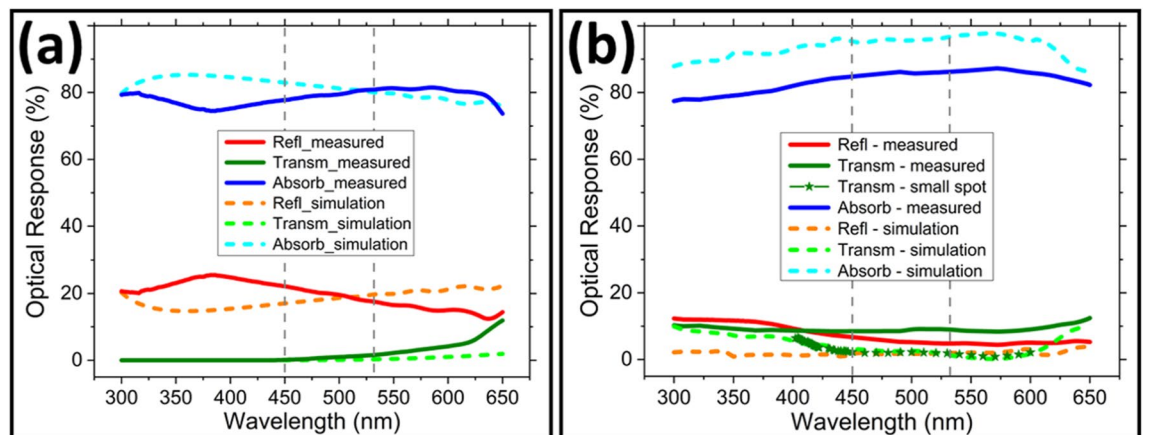 (a)
Optical Response (%)
80
60
40
20
0
Refl_measured
Transm_measured
Absorb_measured
Refl_simulation
Transm_simulation
Absorb_simulation
300 350 400 450 500 550 600 650
Wavelength (nm)
(b)
Optical Response (%)
80
60
40
20
0
Refl - measured
Transm - measured
Transm - small spot
Absorb - measured
Refl - simulation
Transm - simulation
Absorb - simulation
300 350 400 450 500 550 600 650
Wavelength (nm)